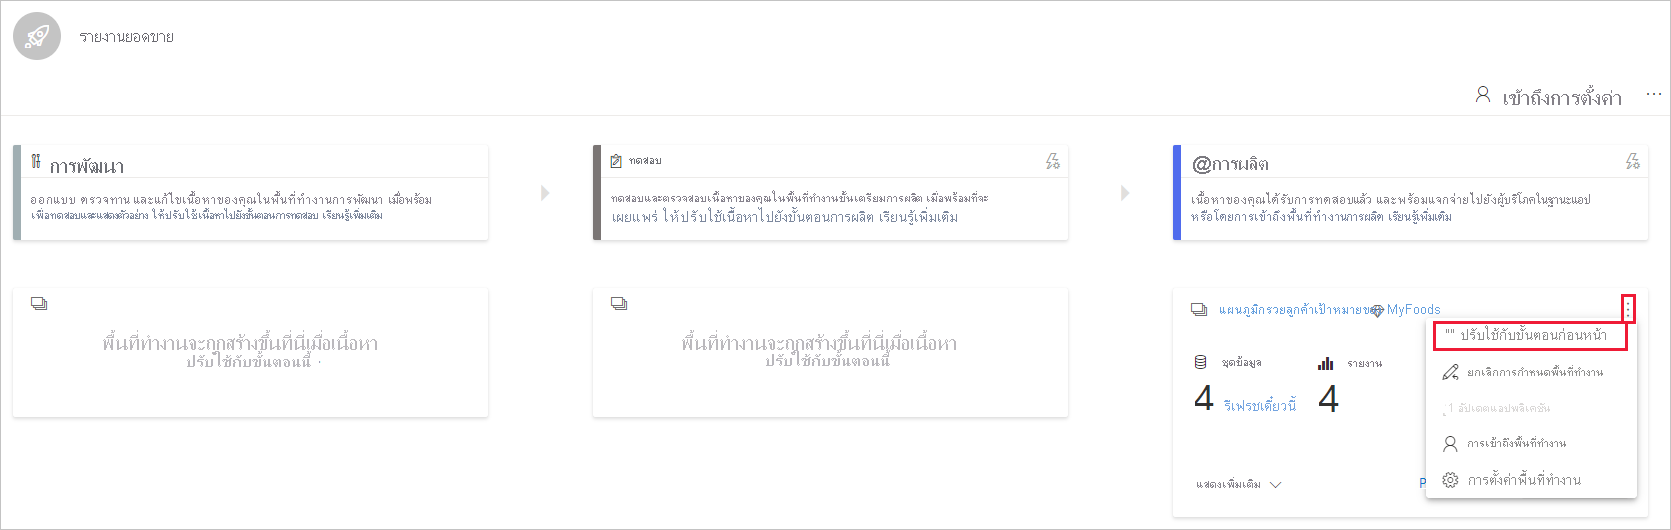 รายงานยอดขาย
เข้าถึงการตั้งค่า
การพัฒนา
ออกแบบ ตรวจทาน และแก้ไขเนื้อหาของคุณในพื้นที่ทำงานการพัฒนา เมื่อพร้อม
เพื่อทดสอบและแสดงตัวอย่าง ให้ปรับใช้เนื้อหาไปยังขั้นตอนการทดสอบ เรียนรู้เพิ่มเติม
ทดสอบ
ทดสอบและตรวจสอบเนื้อหาของคุณในพื้นที่ทำงานขั้นเตรียมการผลิต เมื่อพร้อมที่จะ
เผยแพร่ ให้ปรับใช้เนื้อหาไปยังขั้นตอนการผลิต เรียนรู้เพิ่มเติม
@การผลิต
เนื้อหาของคุณได้รับการทดสอบแล้ว และพร้อมแจกจ่ายไปยังผู้บริโภคในฐานะแอป
หรือโดยการเข้าถึงพื้นที่ทำงานการผลิต เรียนรู้เพิ่มเติม
พื้นที่ทำงานจะถูกสร้างขึ้นที่นี่เมื่อเนื้อหา
ปรับใช้กับขั้นตอนนี้ .
พื้นที่ทำงานจะถูกสร้างขึ้นที่นี่เมื่อเนื้อหา
ปรับใช้กับขั้นตอนนี้
แผนภูมิกรวยลูกค้าเป้าหมายของ MyFoods
"" ปรับใช้กับขั้นตอนก่อนหน้า
ยกเลิกการกำหนดพื้นที่ทำงาน
1 อัปเดตแอปพลิเคชัน
การเข้าถึงพื้นที่ทำงาน
การตั้งค่าพื้นที่ทำงาน
ชุดข้อมูล
รายงาน
4 รีเฟรชเดี๋ยวนี้
4
แสดงเพิ่มเติม
P